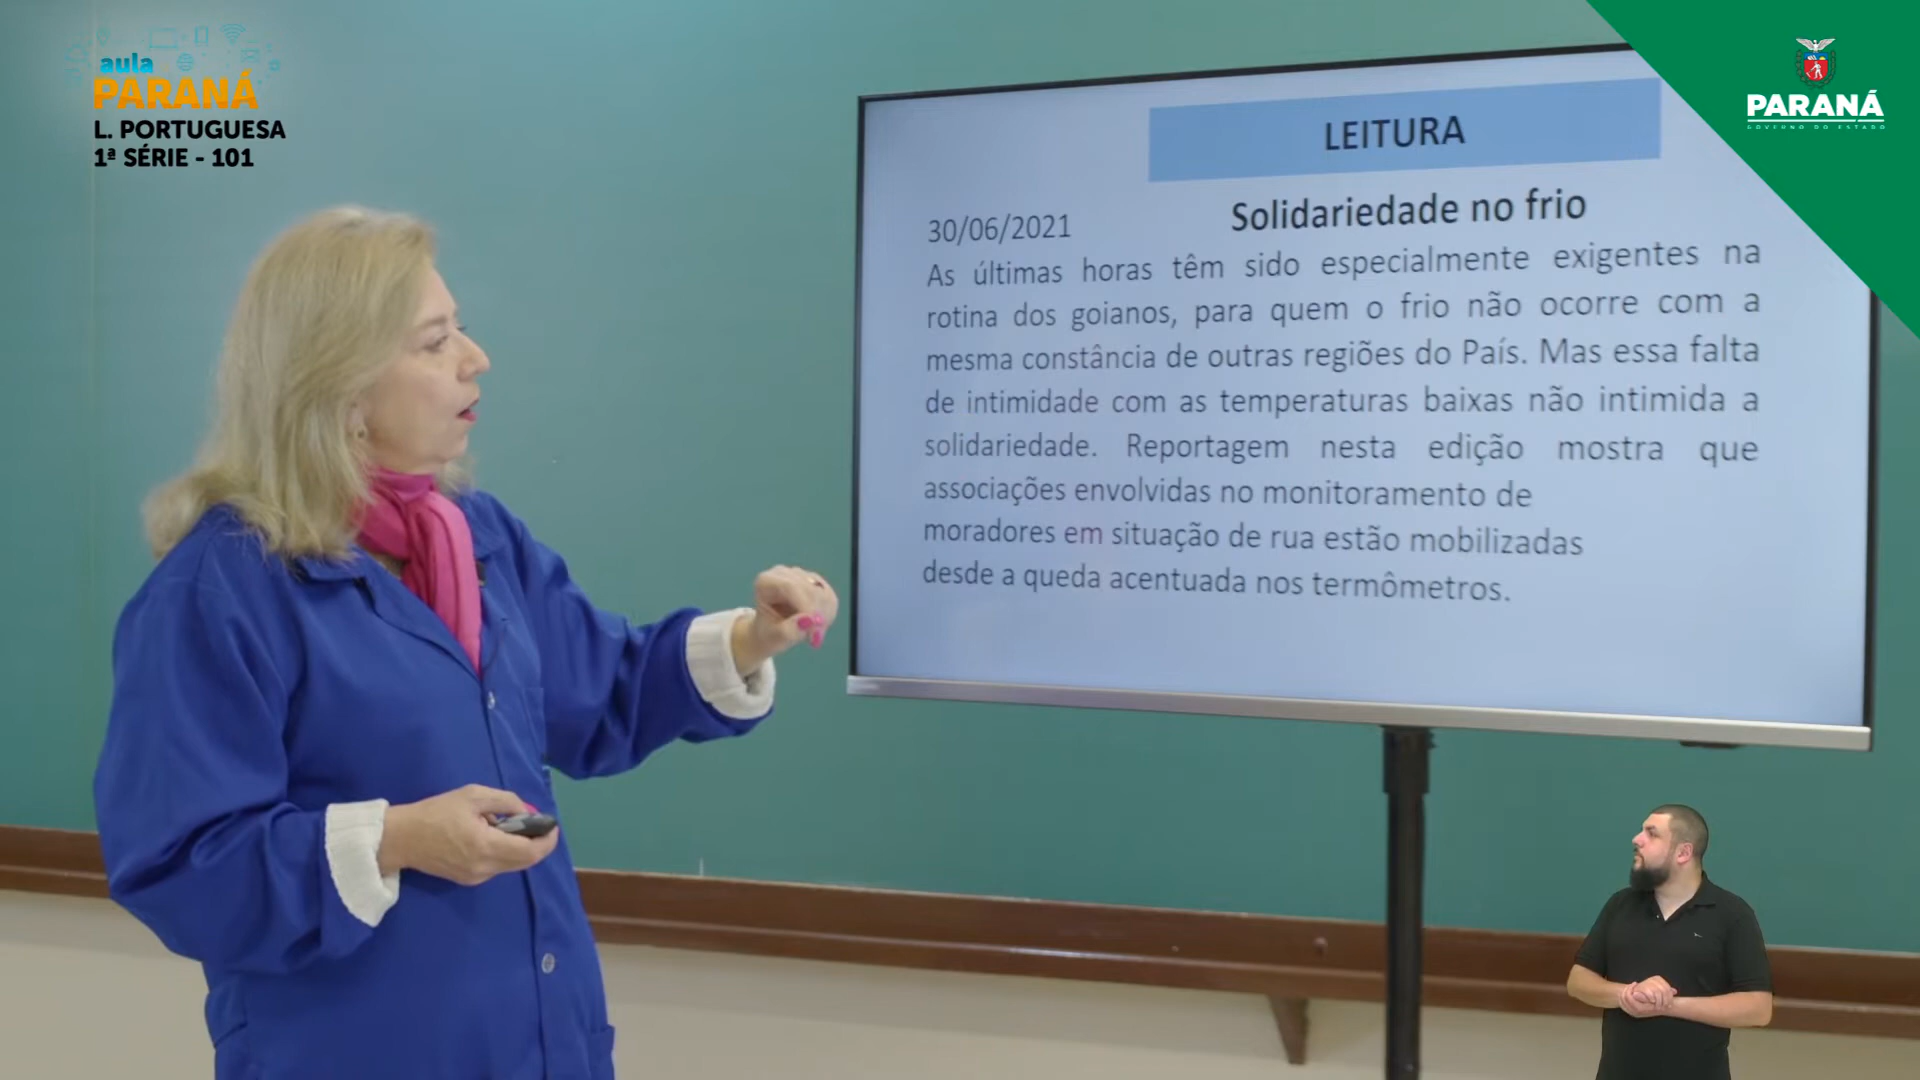 aula
PARANÁ
L. PORTUGUESA
1ª SÉRIE - 101
PARANÁ
GOVERNO DO ESTADO
LEITURA
Solidariedade no frio
30/06/2021
As últimas horas têm sido especialmente exigentes na
rotina dos goianos, para quem o frio não ocorre com a
mesma constância de outras regiões do País. Mas essa falta
de intimidade com as temperaturas baixas não intimida a
solidariedade. Reportagem nesta edição mostra que
associações envolvidas no monitoramento de
moradores em situação de rua estão mobilizadas
desde a queda acentuada nos termômetros.